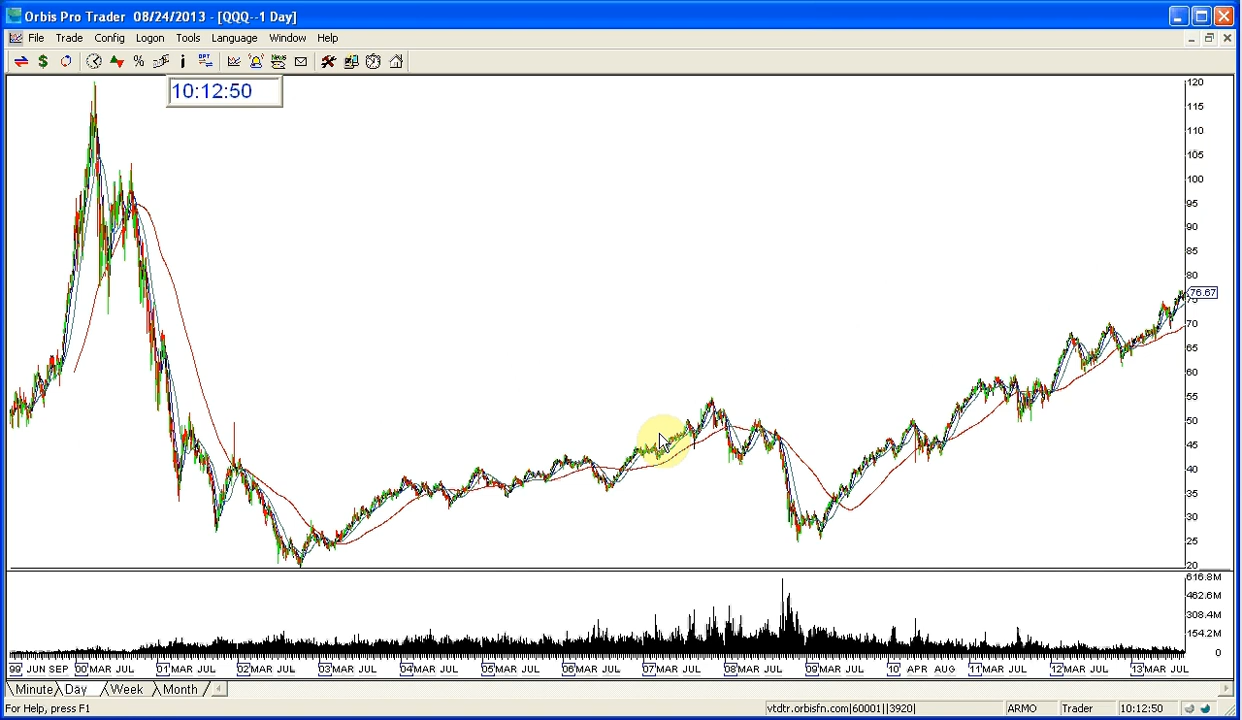 Orbis Pro Trader 08/24/2013 - [QQQ--1 Day]
File Trade Config Logon Tools Language Window Help
10:12:50
120
115
110
105
100
95
90
85
80
76.67
75
70
65
60
55
50
45
40
35
30
25
20
616.8M
462.6M
308.4M
154.2M
0
99 JUN SEP 00 MAR JUL 01 MAR JUL 02 MAR JUL 03 MAR JUL 04 MAR JUL 05 MAR JUL 06 MAR JUL 07 MAR JUL 08 MAR JUL 09 MAR JUL 10 APR AUG 11 MAR JUL 12 MAR JUL 13 MAR JUL
Minute Day Week Month
For Help, press F1 vtdtr.orbisfn.com|60001||3920| ARMO Trader 10:12:50